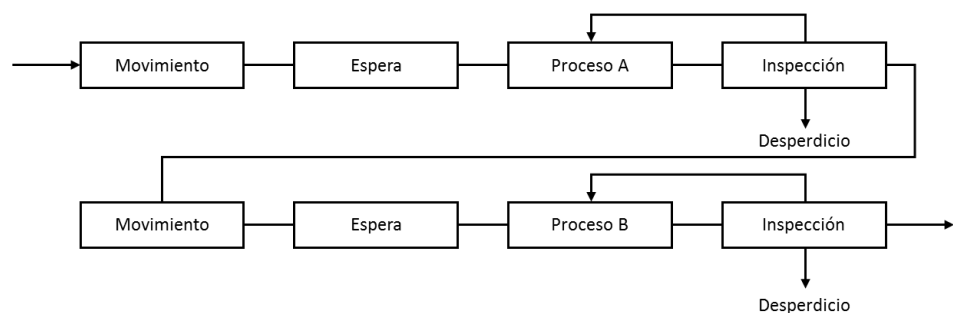 Movimiento
Espera
Proceso A
Inspección
Desperdicio
Movimiento
Espera
Proceso B
Inspección
Desperdicio